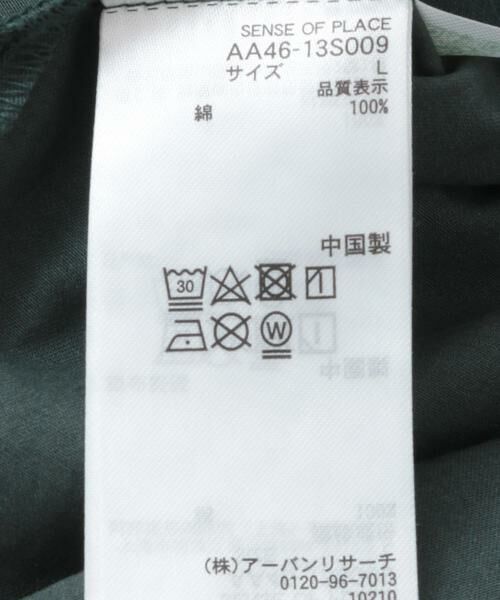 SENSE OF PLACE
AA46-13S009
サイズ L
品質表示
綿 100%
中国製
30
W
(株)アーバンリサーチ
0120-96-7013
10210